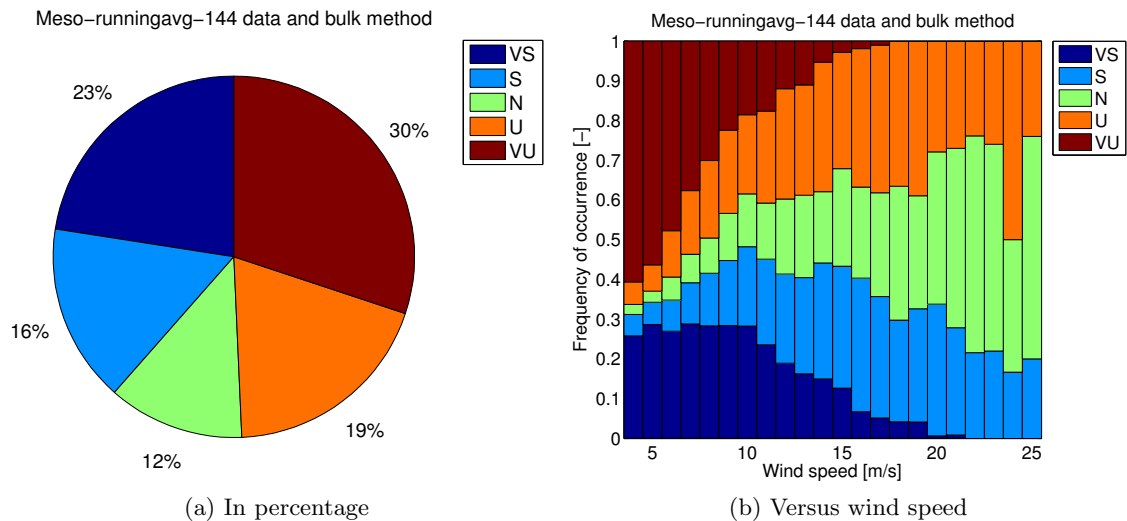 Meso−runningavg−144 data and bulk method
23%
16%
12%
19%
30%
VS
S
N
U
VU
(a) In percentage
Meso−runningavg−144 data and bulk method
Frequency of occurrence [−]
1
0.9
0.8
0.7
0.6
0.5
0.4
0.3
0.2
0.1
0
5 10 15 20 25
Wind speed [m/s]
VS
S
N
U
VU
(b) Versus wind speed